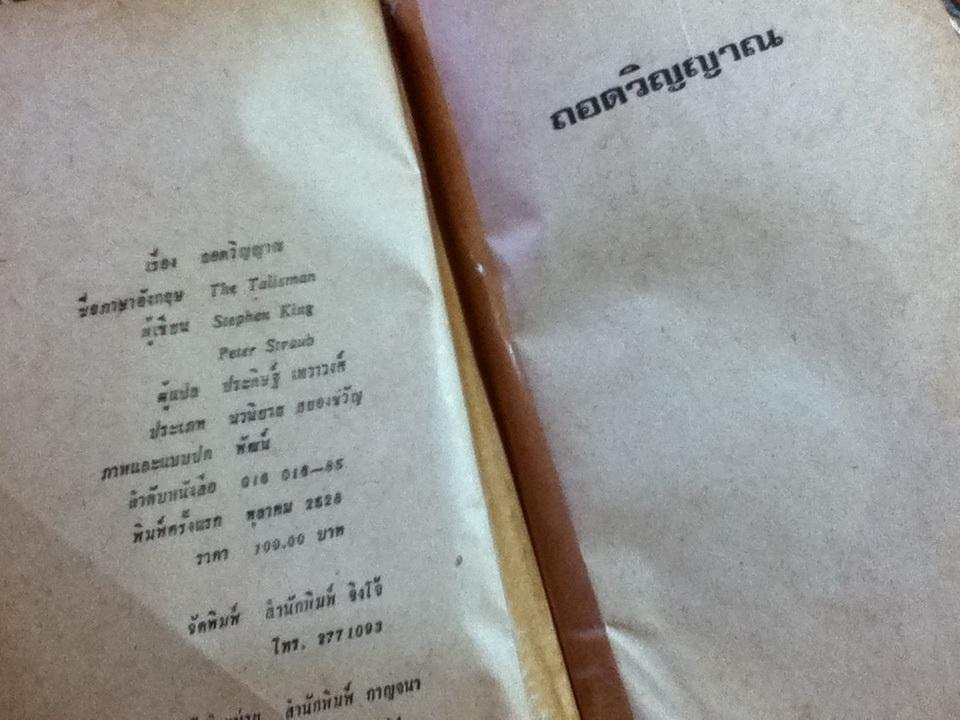 เรื่อง ถอดวิญญาณ
ชื่อภาษาอังกฤษ The Talisman
ผู้เขียน Stephen King
Peter Straub
ผู้แปล ประดิษฐ์ เทวาวงศ์
ประเภท นวนิยาย สยองขวัญ
ภาพและแบบปก พัฒน์
ลำดับหนังสือ 016 016-85
พิมพ์ครั้งแรก ตุลาคม 2528
ราคา 100.00 บาท
จัดพิมพ์ สำนักพิมพ์ จิงโจ้
โทร. 3771093
สำนักพิมพ์ กาญจนา
ถอดวิญญาณ